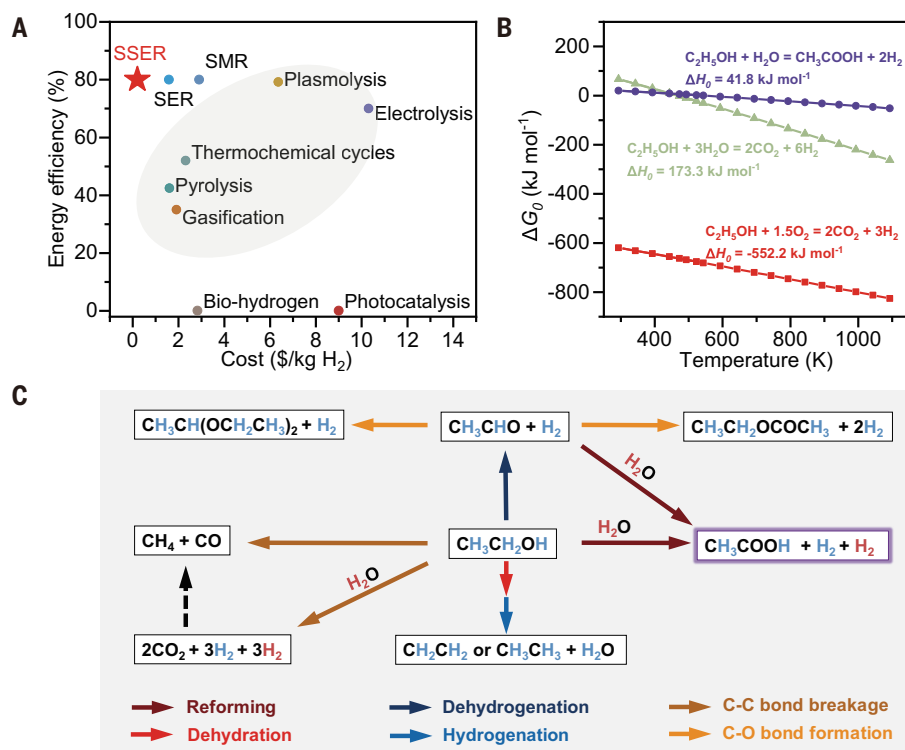 A
Energy efficiency (%)
100
80
60
40
20
0
SSER
SER
SMR
Plasmolysis
Electrolysis
Thermochemical cycles
Pyrolysis
Gasification
Bio-hydrogen
Photocatalysis
0 2 4 6 8 10 12 14
Cost ($/kg H₂)
B
ΔG₀ (kJ mol⁻¹)
200
0
-200
-400
-600
-800
C₂H₅OH + H₂O = CH₃COOH + 2H₂
ΔH₀ = 41.8 kJ mol⁻¹
C₂H₅OH + 3H₂O = 2CO₂ + 6H₂
ΔH₀ = 173.3 kJ mol⁻¹
C₂H₅OH + 1.5O₂ = 2CO₂ + 3H₂
ΔH₀ = -552.2 kJ mol⁻¹
400 600 800 1000
Temperature (K)
C
CH₃CH(OCH₂CH₃)₂ + H₂
CH₃CHO + H₂
CH₃CH₂OCOCH₃ + 2H₂
H₂O
CH₄ + CO
CH₃CH₂OH
H₂O
CH₃COOH + H₂ + H₂
H₂O
2CO₂ + 3H₂ + 3H₂
CH₂CH₂ or CH₃CH₃ + H₂O
Reforming
Dehydrogenation
C-C bond breakage
Dehydration
Hydrogenation
C-O bond formation